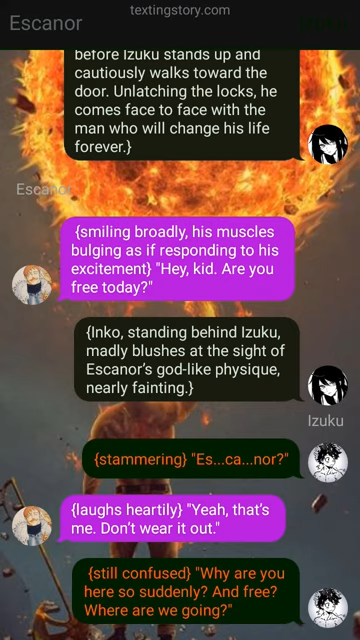 textingstory.com
Escanor
before Izuku stands up and
cautiously walks toward the
door. Unlatching the locks, he
comes face to face with the
man who will change his life
forever.}
Escanor
{smiling broadly, his muscles
bulging as if responding to his
excitement} "Hey, kid. Are you
free today?"
{Inko, standing behind Izuku,
madly blushes at the sight of
Escanor's god-like physique,
nearly fainting.}
Izuku
{stammering} "Es...ca...nor?"
{laughs heartily} "Yeah, that's
me. Don't wear it out."
{still confused} "Why are you
here so suddenly? And free?
Where are we going?"